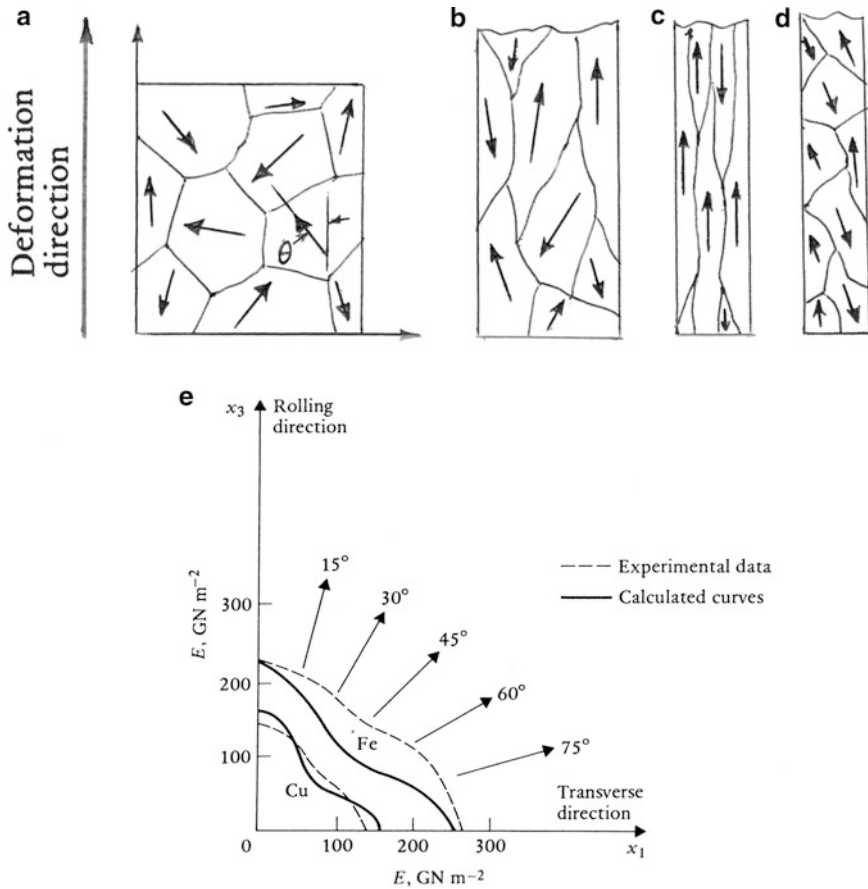 a
b
c
d
Deformation
direction
θ
e
x3
Rolling
direction
E, GN m−2
300
200
100
0
15°
30°
45°
60°
75°
Experimental data
Calculated curves
Fe
Cu
Transverse
direction
100
200
300
x1
E, GN m−2